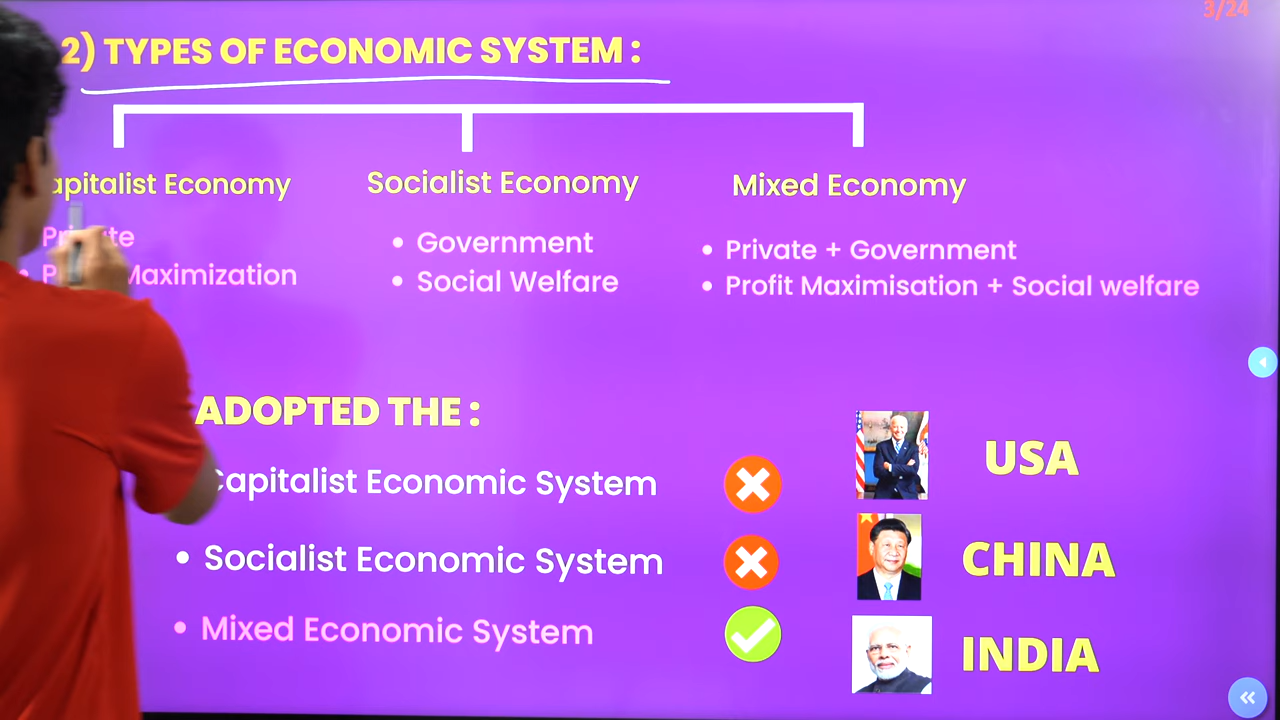 3/24
2) TYPES OF ECONOMIC SYSTEM :
apitalist Economy
Socialist Economy
Mixed Economy
• Government
• Social Welfare
Maximization
• Private + Government
• Profit Maximisation + Social welfare
ADOPTED THE :
Capitalist Economic System
• Socialist Economic System
• Mixed Economic System
USA
CHINA
INDIA